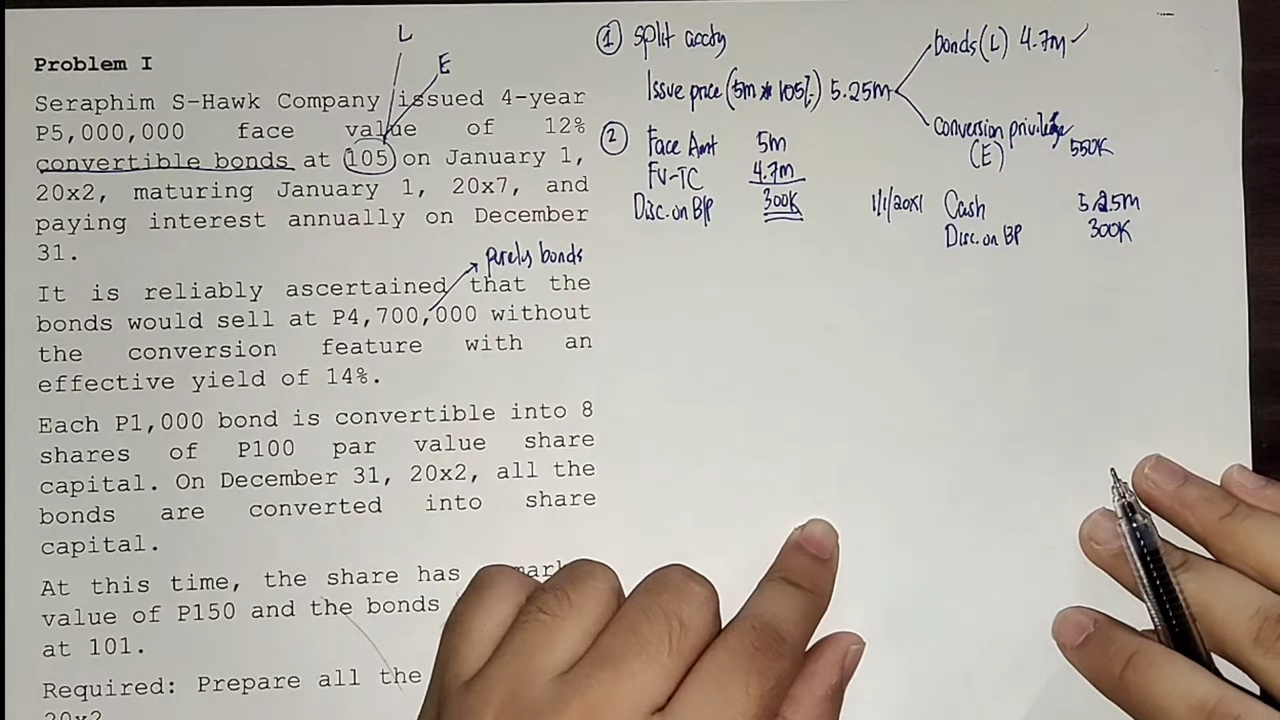 Problem I
Seraphim S-Hawk Company issued 4-year
P5,000,000 face value of 12%
convertible bonds at 105 on January 1,
20x2, maturing January 1, 20x7, and
paying interest annually on December
31.
It is reliably ascertained that the
bonds would sell at P4,700,000 without
the conversion feature with an
effective yield of 14%.
Each P1,000 bond is convertible into 8
shares of P100 par value share
capital. On December 31, 20x2, all the
bonds are converted into share
capital.
At this time, the share has
value of P150 and the bonds
at 101.
Required: Prepare all the
20x2
L
E
purely bonds
① Split acctg
Issue price (5m * 105%) 5.25m
bonds (L) 4.7m ✓
conversion privilege 550K
(E)
② Face Amt 5m
FV-TC 4.7m
Disc. on B/P 300K
1/1/20x1 Cash 5.25m
Disc. on BP 300K